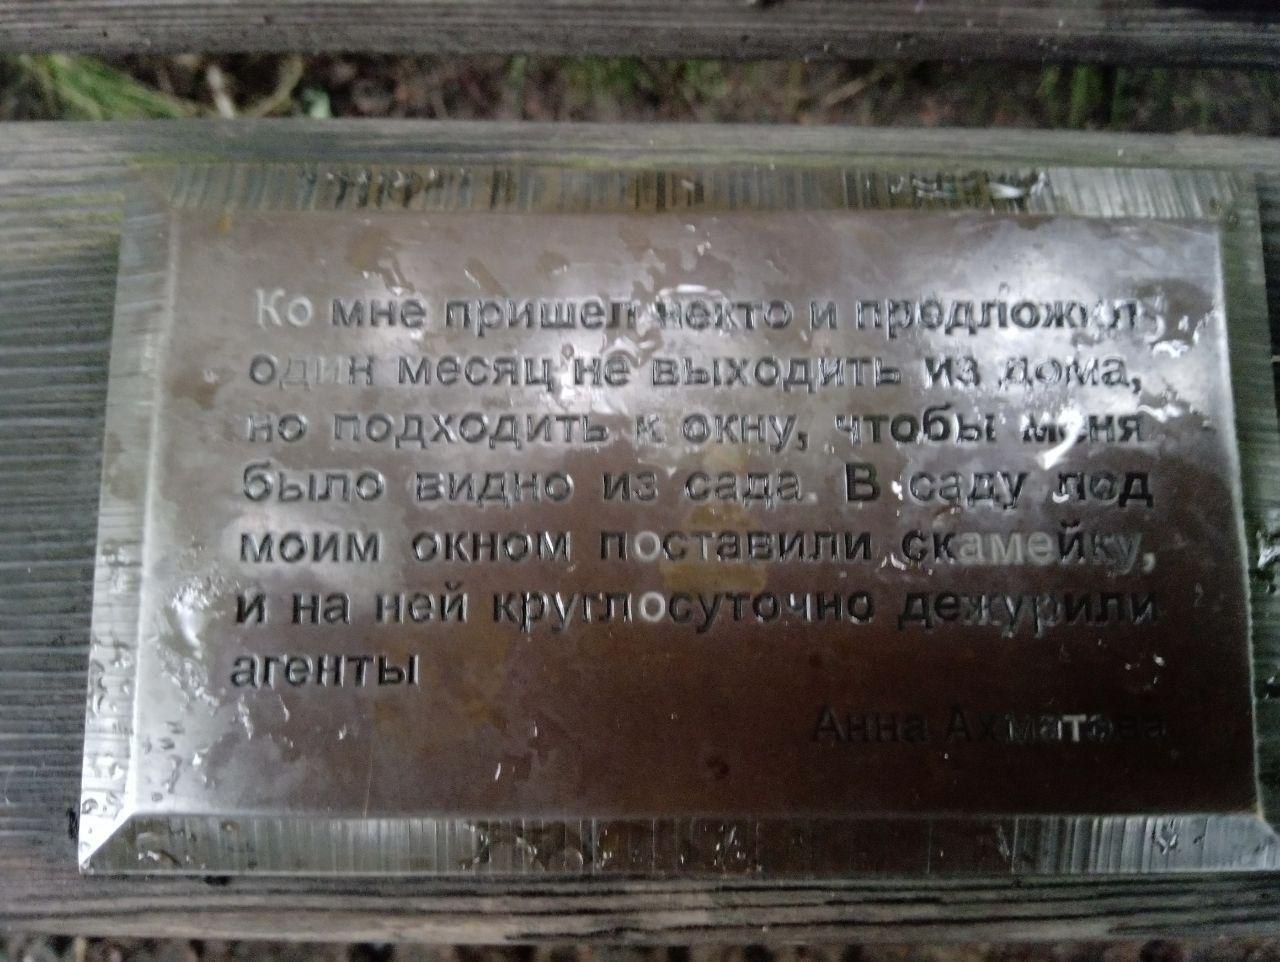 Ко мне пришел некто и предложил
один месяц не выходить из дома,
но подходить к окну, чтобы меня
было видно из сада. В саду под
моим окном поставили скамейку,
и на ней круглосуточно дежурили
агенты
Анна Ахматова